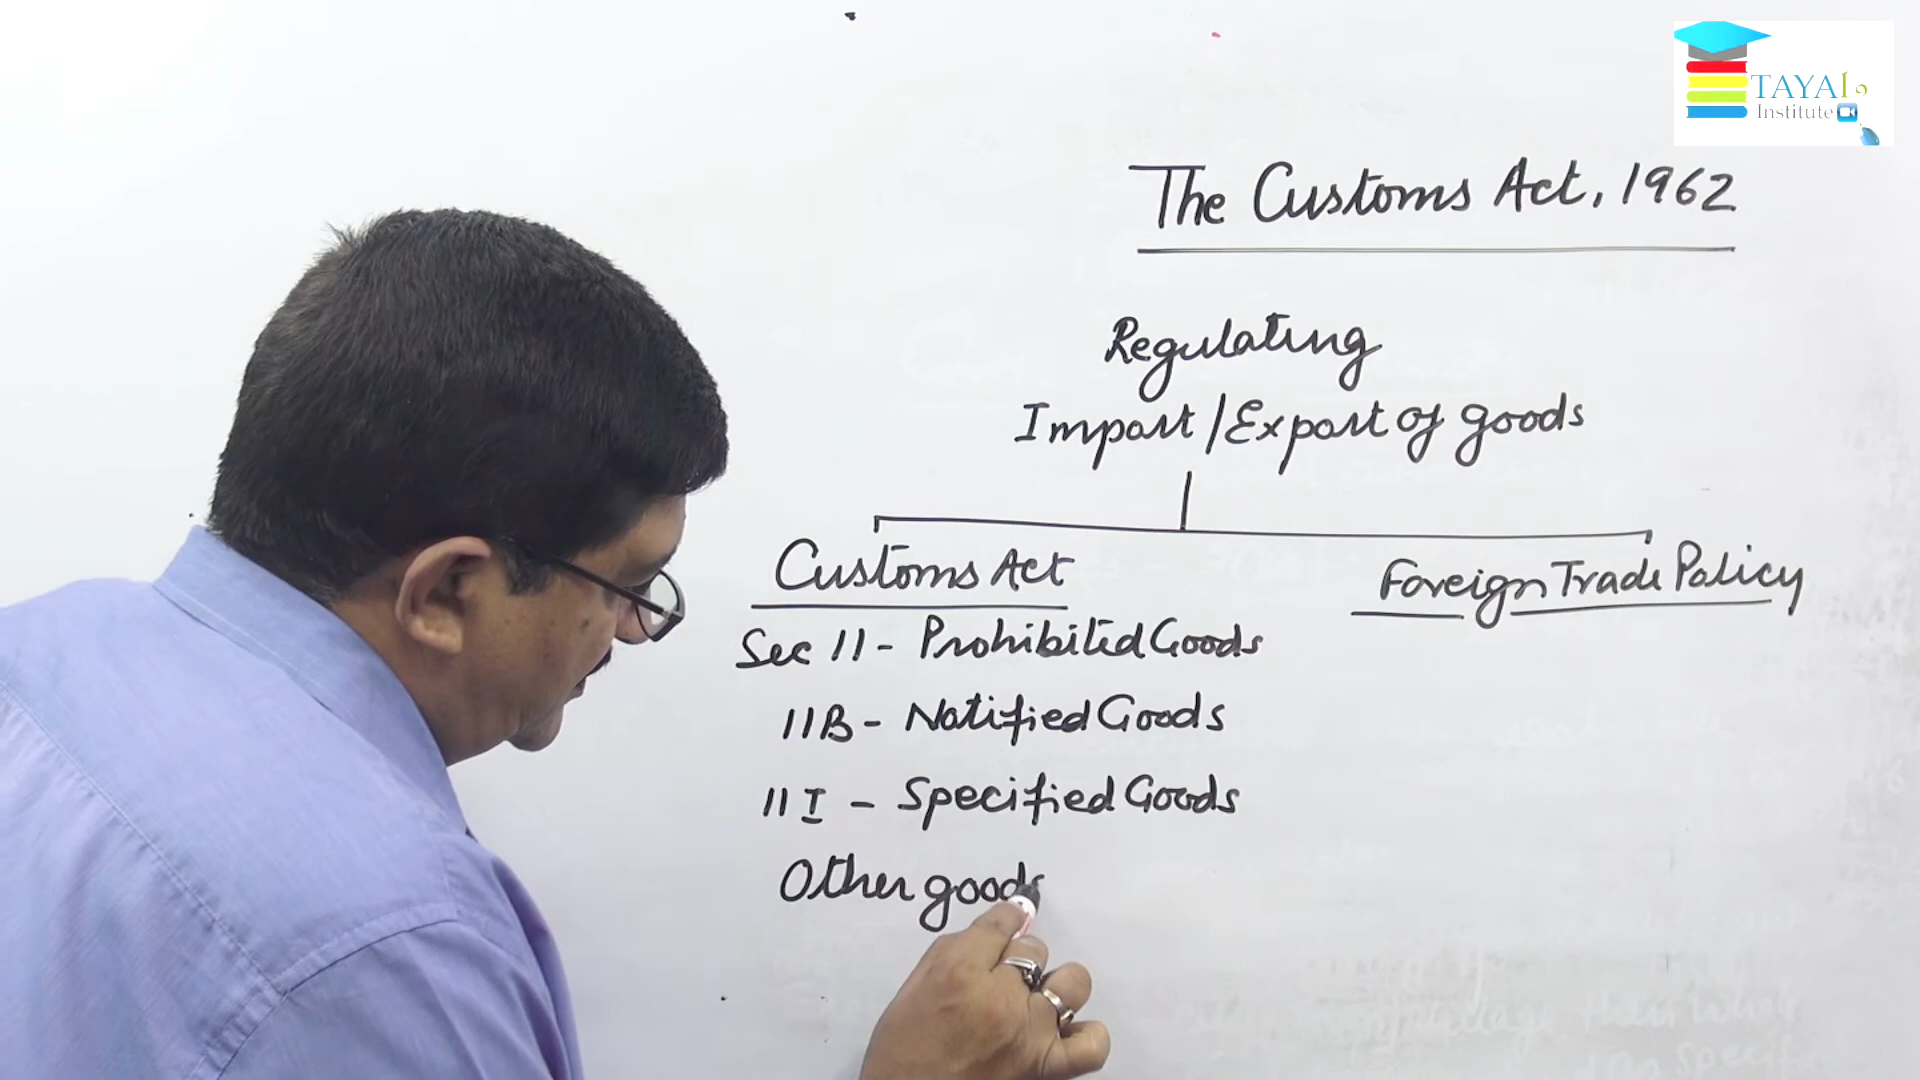 TAYAL
Institute
The Customs Act, 1962
Regulating
Import/Export of goods
Customs Act
Foreign Trade Policy
Sec 11 - Prohibited Goods
11B - Notified Goods
11I - Specified Goods
Other goods